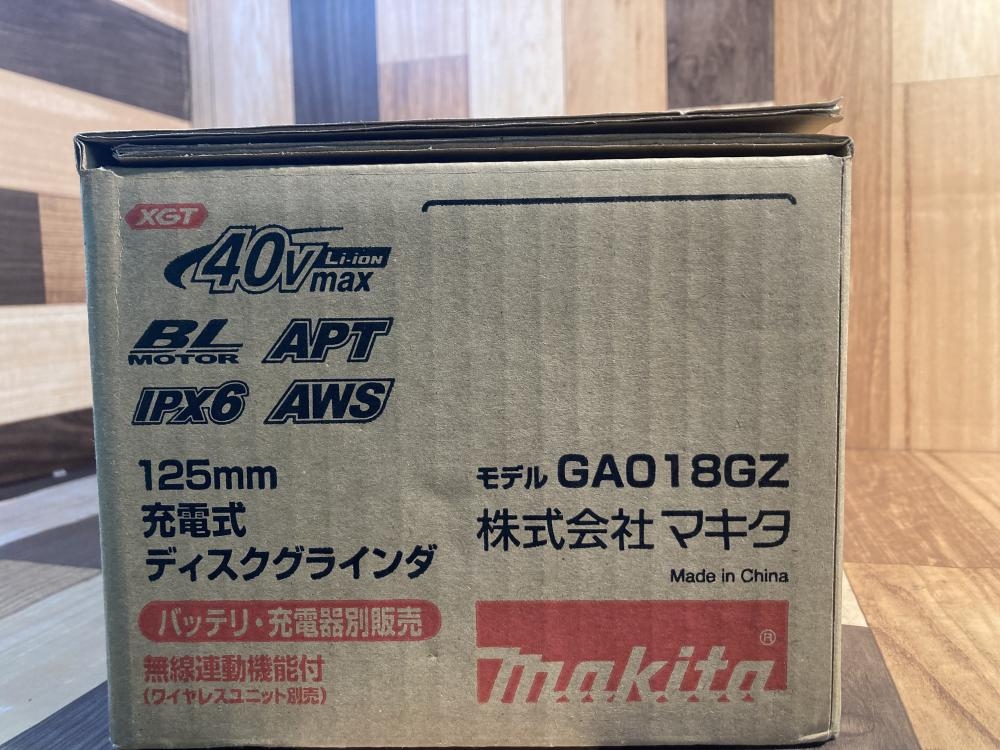 XGT
40Vmax Li-ion
BL MOTOR APT
IPX6 AWS
125mm
充電式
ディスクグラインダ
バッテリ・充電器別販売
無線連動機能付
(ワイヤレスユニット別売)
モデル GA018GZ
株式会社マキタ
Made in China
makita®